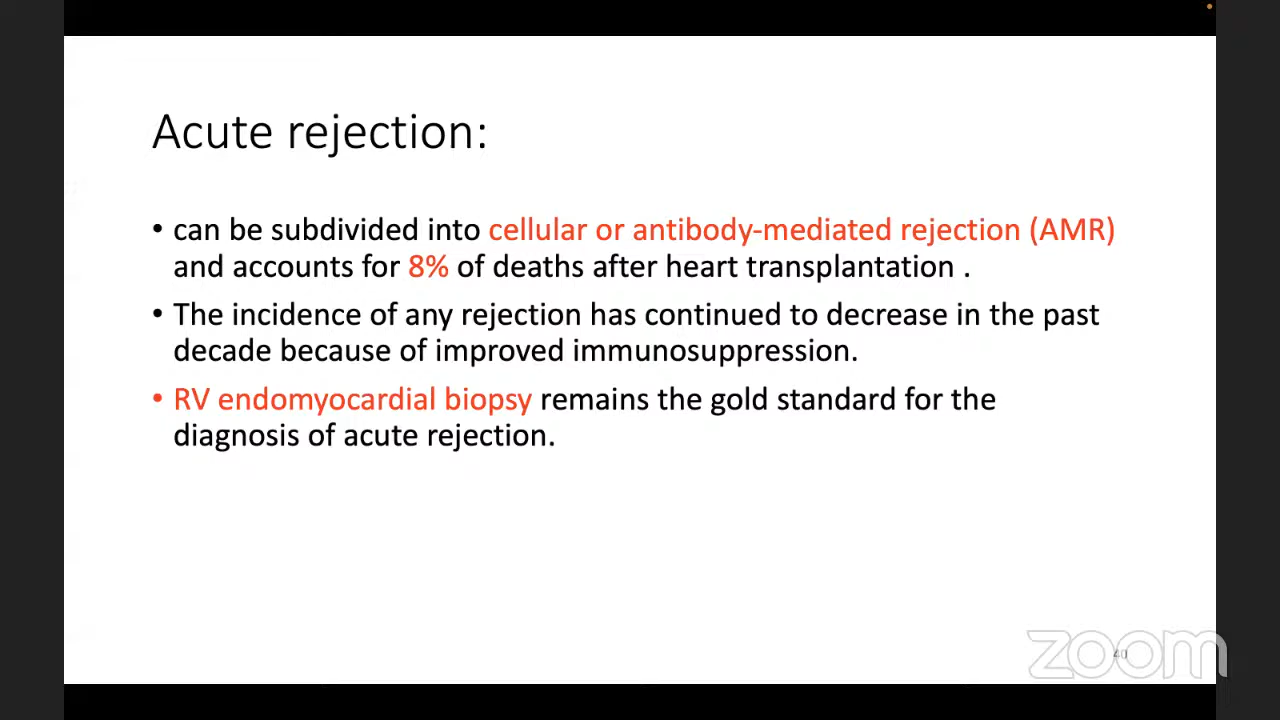 Acute rejection:
• can be subdivided into cellular or antibody-mediated rejection (AMR)
and accounts for 8% of deaths after heart transplantation .
• The incidence of any rejection has continued to decrease in the past
decade because of improved immunosuppression.
• RV endomyocardial biopsy remains the gold standard for the
diagnosis of acute rejection.
40
zoom